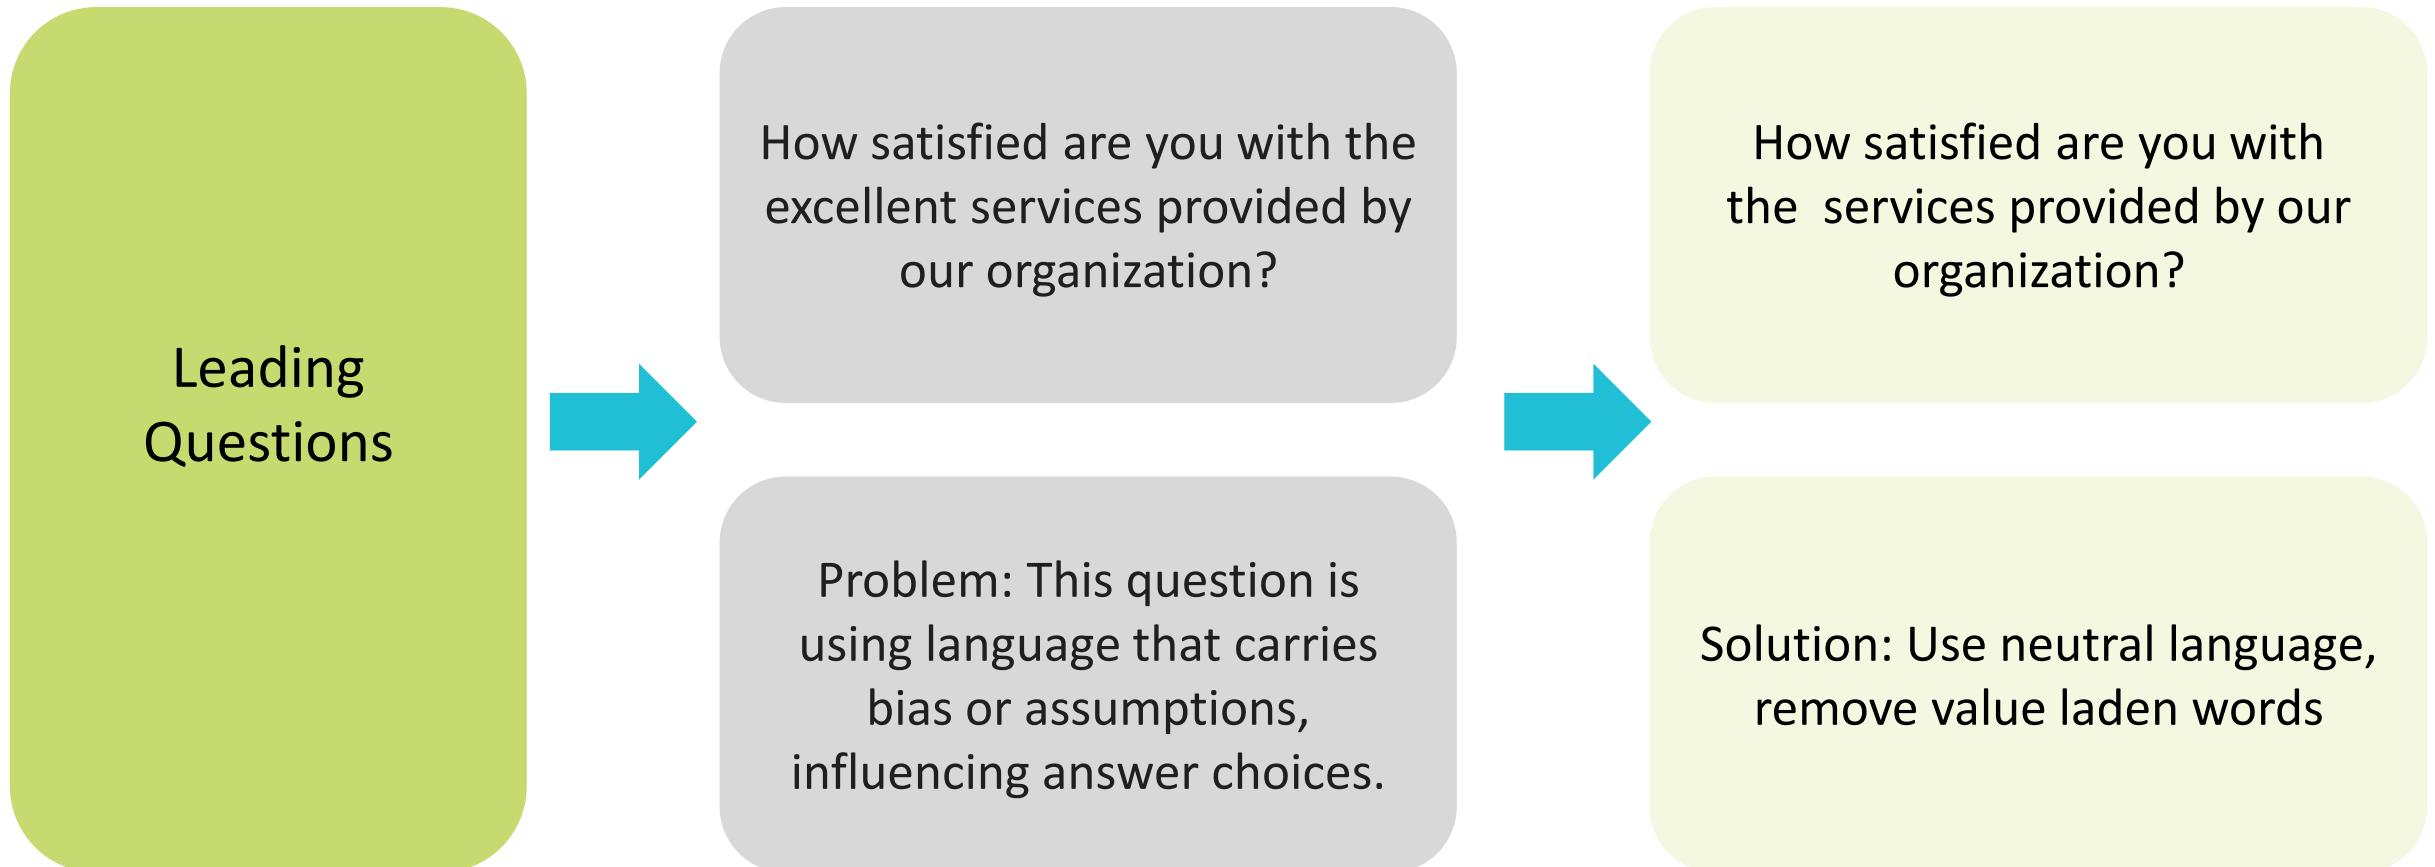 Leading
Questions
How satisfied are you with the
excellent services provided by
our organization?
Problem: This question is
using language that carries
bias or assumptions,
influencing answer choices.
How satisfied are you with
the  services provided by our
organization?
Solution: Use neutral language,
remove value laden words